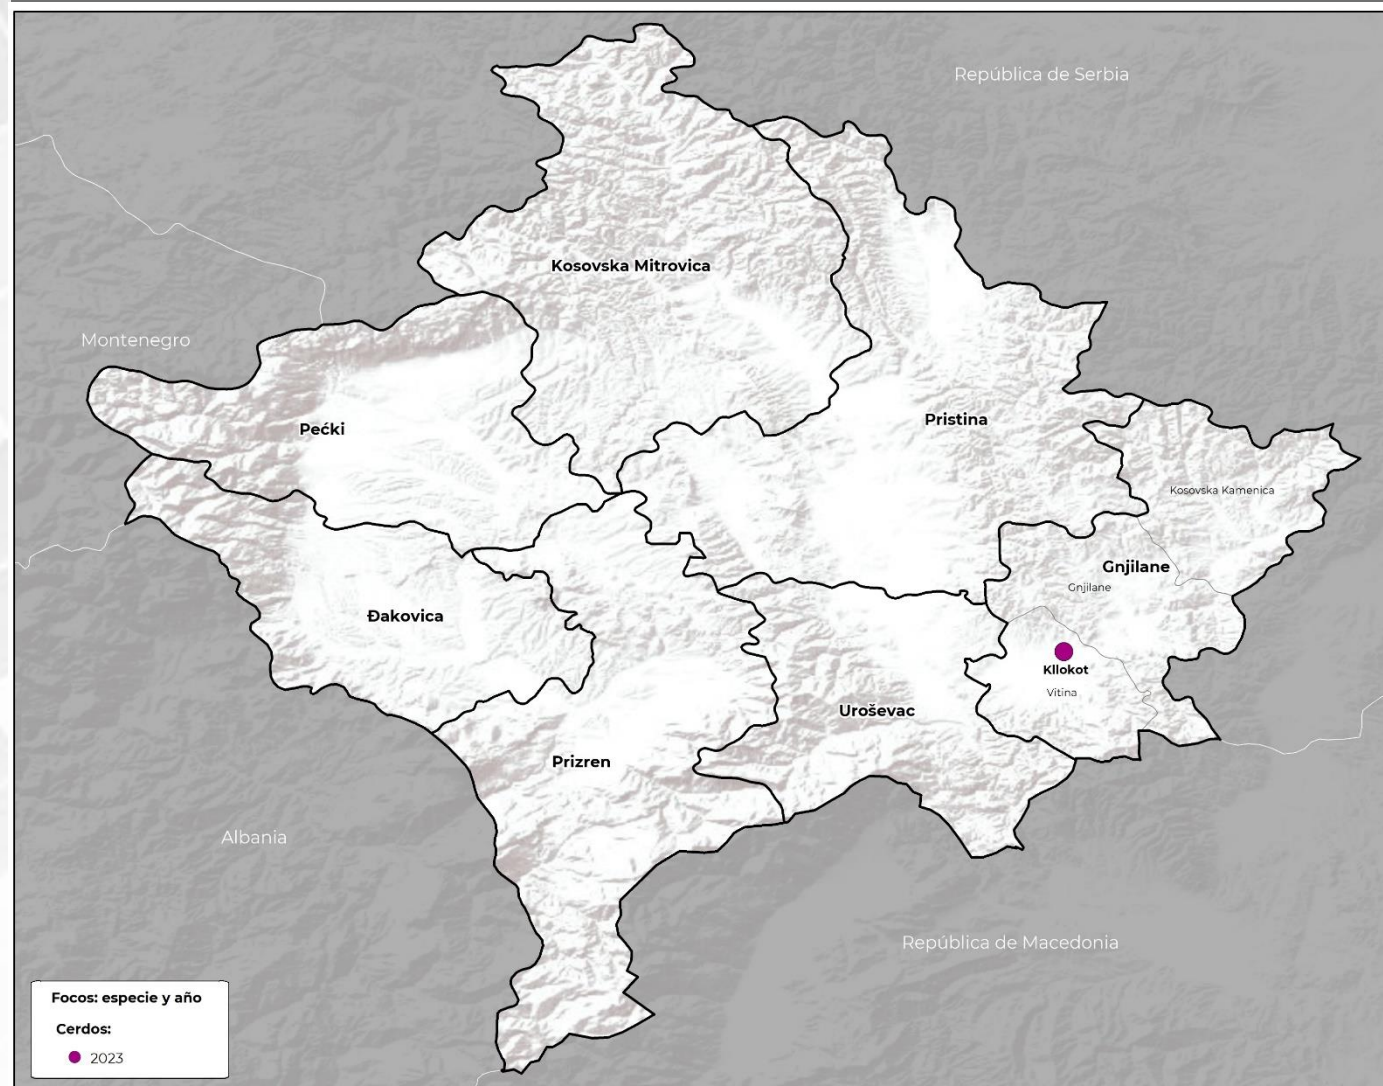 República de Serbia
Kosovska Mitrovica
Montenegro
Pećki
Pristina
Kosovska Kamenica
Gnjilane
Gnjilane
Đakovica
Kllokot
Vitina
Uroševac
Prizren
Albania
República de Macedonia
Focos: especie y año
Cerdos:
2023